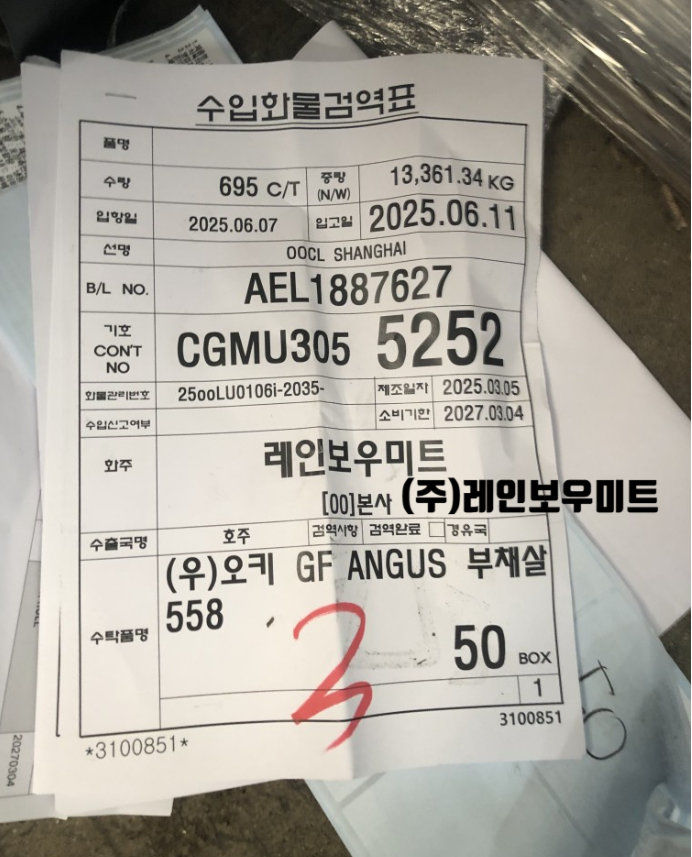 수입화물검역표
품명
수량 695 C/T 중량 (N/W) 13,361.34 KG
입항일 2025.06.07 입고일 2025.06.11
선명 OOCL SHANGHAI
B/L NO. AEL1887627
기호 CON'T NO CGMU305 5252
화물관리번호 25ooLU0106i-2035- 제조일자 2025.03.05
수입신고여부 소비기한 2027.03.04
화주 레인보우미트
[00]본사 (주)레인보우미트
수출국명 호주 검역사항 검역완료 경유국
수탁품명 (우)오키 GF ANGUS 부채살
558
3
50 BOX
1
3100851
*3100851*
20270304
50